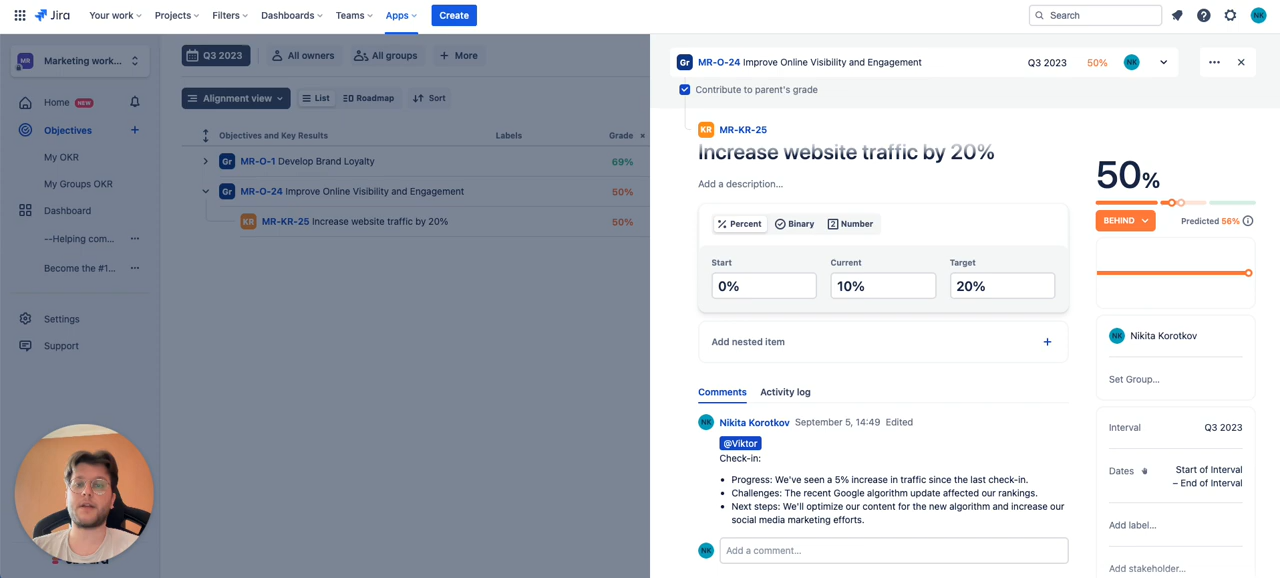 Jira Your work Projects Filters Dashboards Teams Apps Create Search NK
MR Marketing work...
Home NEW
Objectives
My OKR
My Groups OKR
Dashboard
--Helping com...
Become the #1...
Settings
Support
Q3 2023 All owners All groups More
Alignment view List Roadmap Sort
Objectives and Key Results Labels Grade
Gr MR-O-1 Develop Brand Loyalty 69%
Gr MR-O-24 Improve Online Visibility and Engagement 50%
KR MR-KR-25 Increase website traffic by 20% 50%
Gr MR-O-24 Improve Online Visibility and Engagement Q3 2023 50% NK
Contribute to parent's grade
KR MR-KR-25
Increase website traffic by 20%
Add a description...
Percent Binary Number
Start Current Target
0% 10% 20%
Add nested item
Comments Activity log
NK Nikita Korotkov September 5, 14:49 Edited
@Viktor
Check-in:
• Progress: We've seen a 5% increase in traffic since the last check-in.
• Challenges: The recent Google algorithm update affected our rankings.
• Next steps: We'll optimize our content for the new algorithm and increase our
social media marketing efforts.
NK Add a comment...
50%
BEHIND Predicted 56%
NK Nikita Korotkov
Set Group...
Interval Q3 2023
Dates Start of Interval
– End of Interval
Add label...
Add stakeholder...